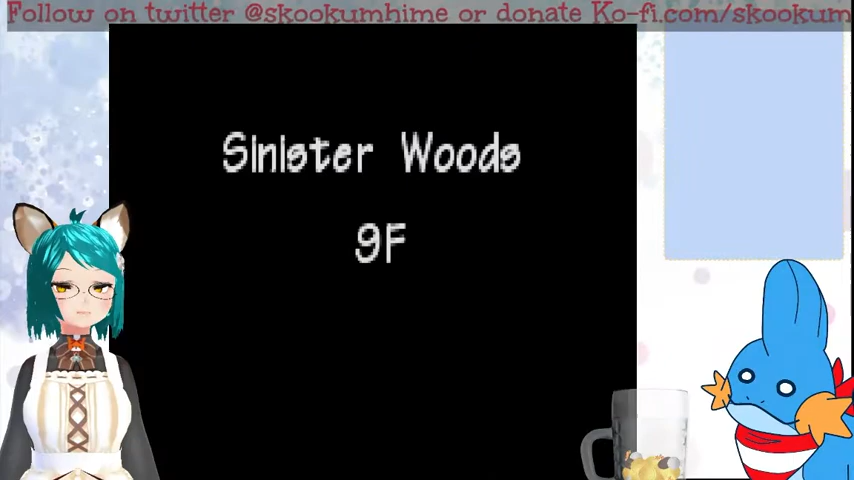 Follow on twitter @skookumhime or donate Ko-fi.com/skookum
Sinister Woods
9F